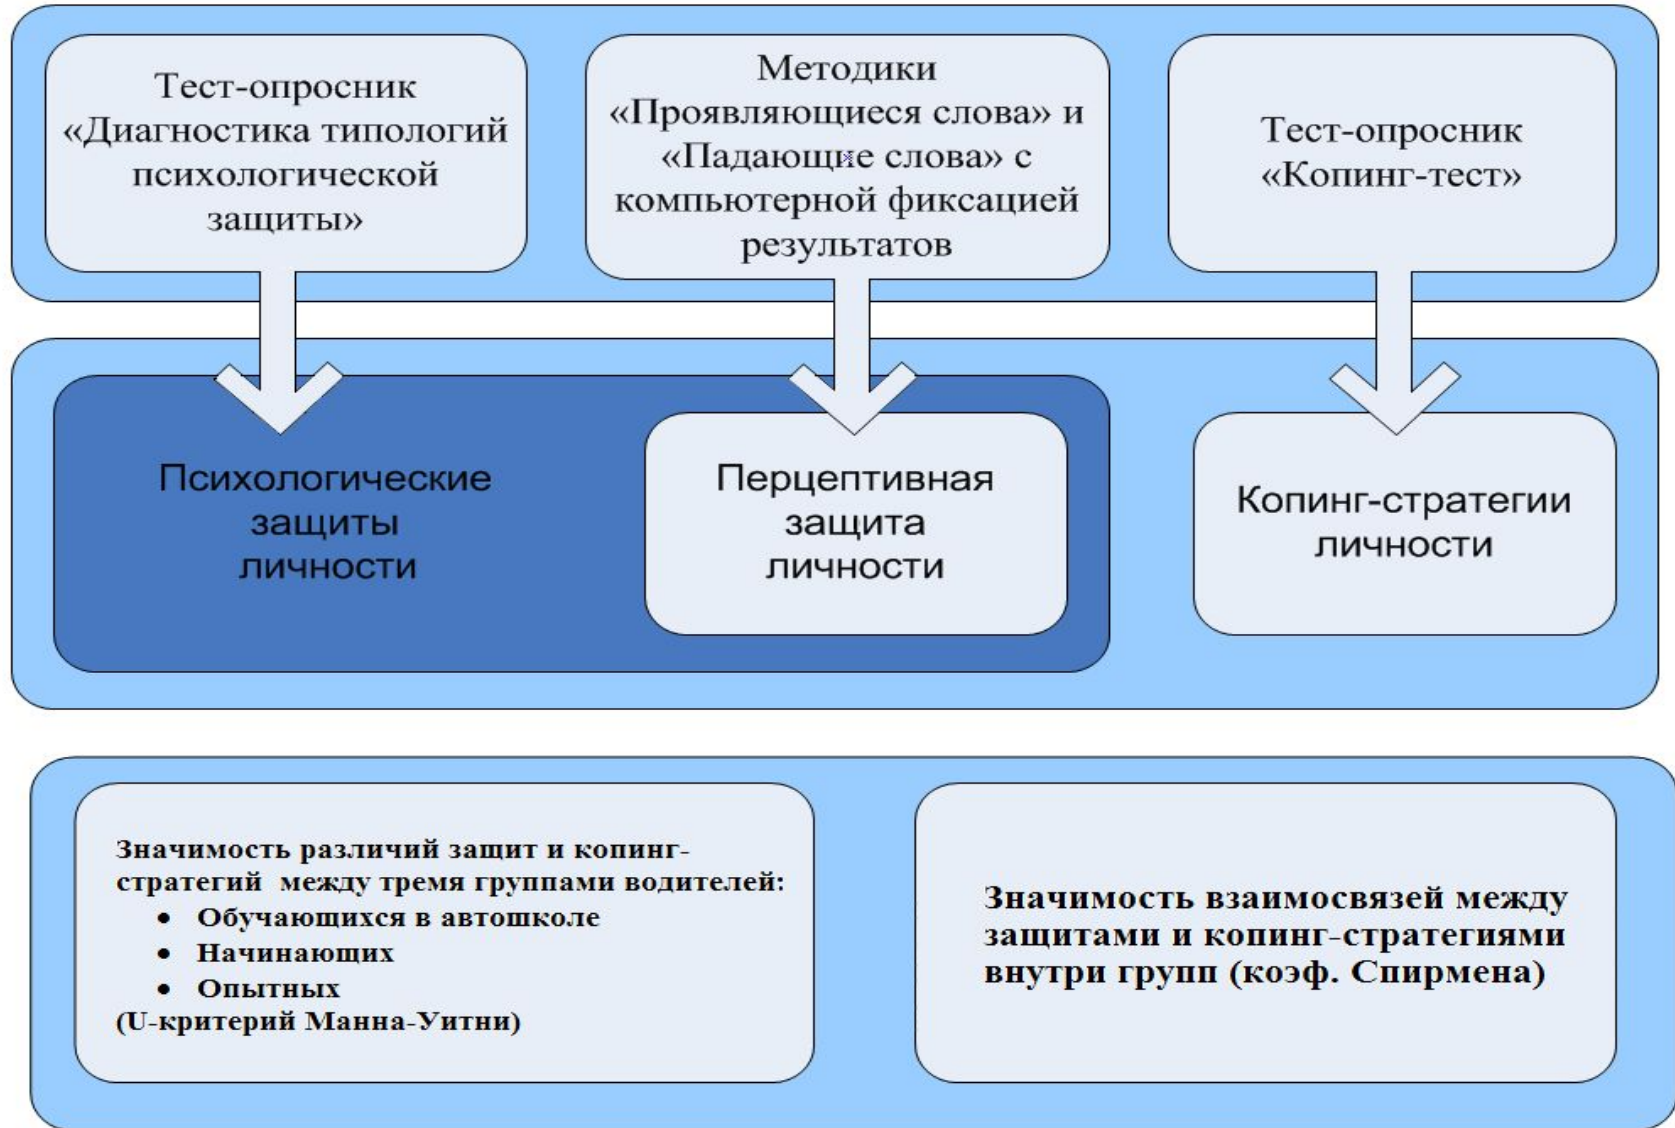 Тест-опросник
«Диагностика типологий
психологической
защиты»
Методики
«Проявляющиеся слова» и
«Падающие слова» с
компьютерной фиксацией
результатов
Тест-опросник
«Копинг-тест»
Психологические
защиты
личности
Перцептивная
защита
личности
Копинг-стратегии
личности
Значимость различий защит и копинг-
стратегий между тремя группами водителей:
• Обучающихся в автошколе
• Начинающих
• Опытных
(U-критерий Манна-Уитни)
Значимость взаимосвязей между
защитами и копинг-стратегиями
внутри групп (коэф. Спирмена)